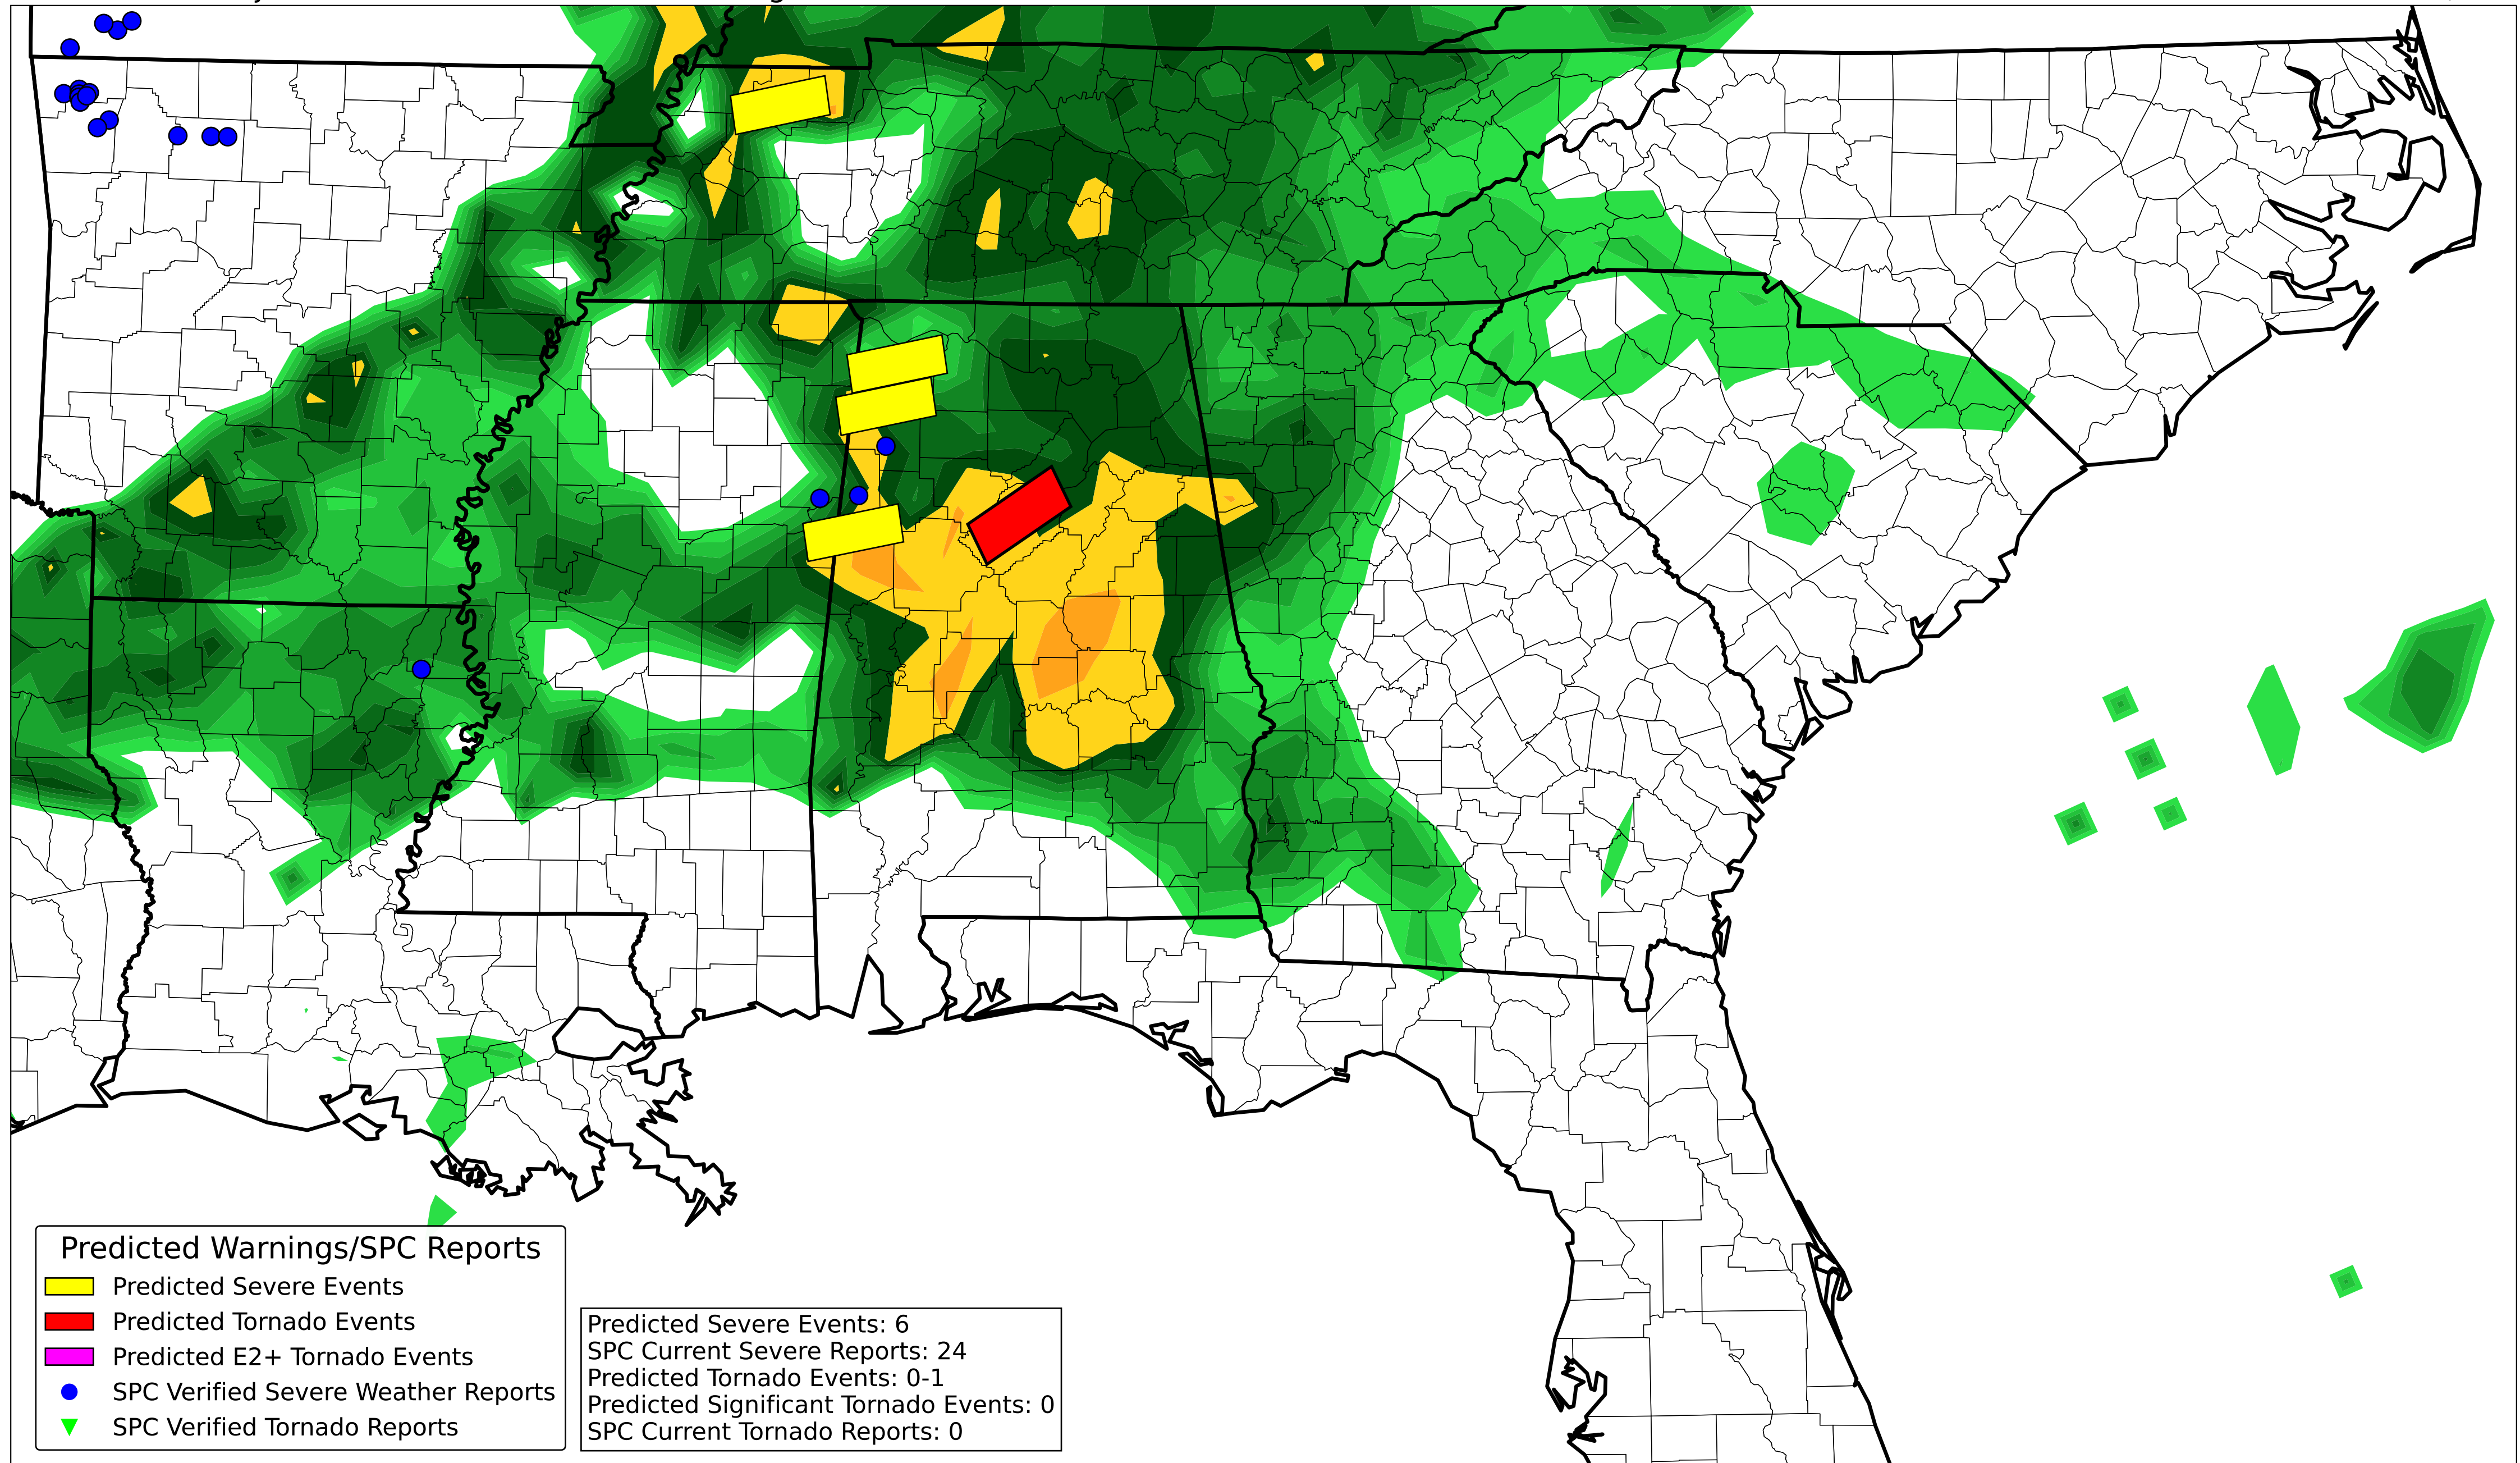 Predicted Warnings/SPC Reports
Predicted Severe Events
Predicted Tornado Events
Predicted E2+ Tornado Events
SPC Verified Severe Weather Reports
SPC Verified Tornado Reports
Predicted Severe Events: 6
SPC Current Severe Reports: 24
Predicted Tornado Events: 0-1
Predicted Significant Tornado Events: 0
SPC Current Tornado Reports: 0